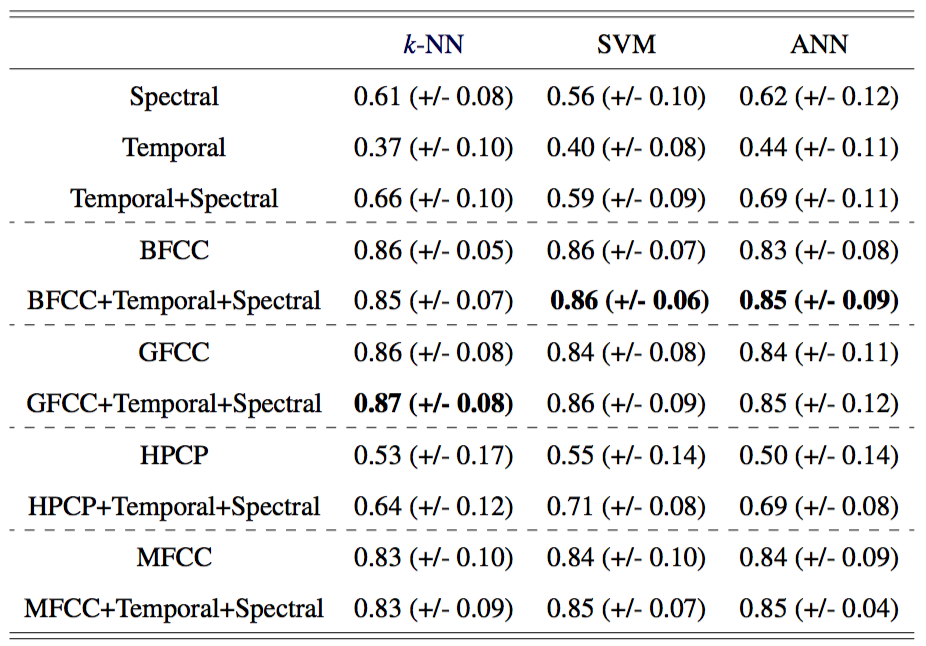 k-NN SVM ANN
Spectral 0.61 (+/- 0.08) 0.56 (+/- 0.10) 0.62 (+/- 0.12)
Temporal 0.37 (+/- 0.10) 0.40 (+/- 0.08) 0.44 (+/- 0.11)
Temporal+Spectral 0.66 (+/- 0.10) 0.59 (+/- 0.09) 0.69 (+/- 0.11)
BFCC 0.86 (+/- 0.05) 0.86 (+/- 0.07) 0.83 (+/- 0.08)
BFCC+Temporal+Spectral 0.85 (+/- 0.07) 0.86 (+/- 0.06) 0.85 (+/- 0.09)
GFCC 0.86 (+/- 0.08) 0.84 (+/- 0.08) 0.84 (+/- 0.11)
GFCC+Temporal+Spectral 0.87 (+/- 0.08) 0.86 (+/- 0.09) 0.85 (+/- 0.12)
HPCP 0.53 (+/- 0.17) 0.55 (+/- 0.14) 0.50 (+/- 0.14)
HPCP+Temporal+Spectral 0.64 (+/- 0.12) 0.71 (+/- 0.08) 0.69 (+/- 0.08)
MFCC 0.83 (+/- 0.10) 0.84 (+/- 0.10) 0.84 (+/- 0.09)
MFCC+Temporal+Spectral 0.83 (+/- 0.09) 0.85 (+/- 0.07) 0.85 (+/- 0.04)